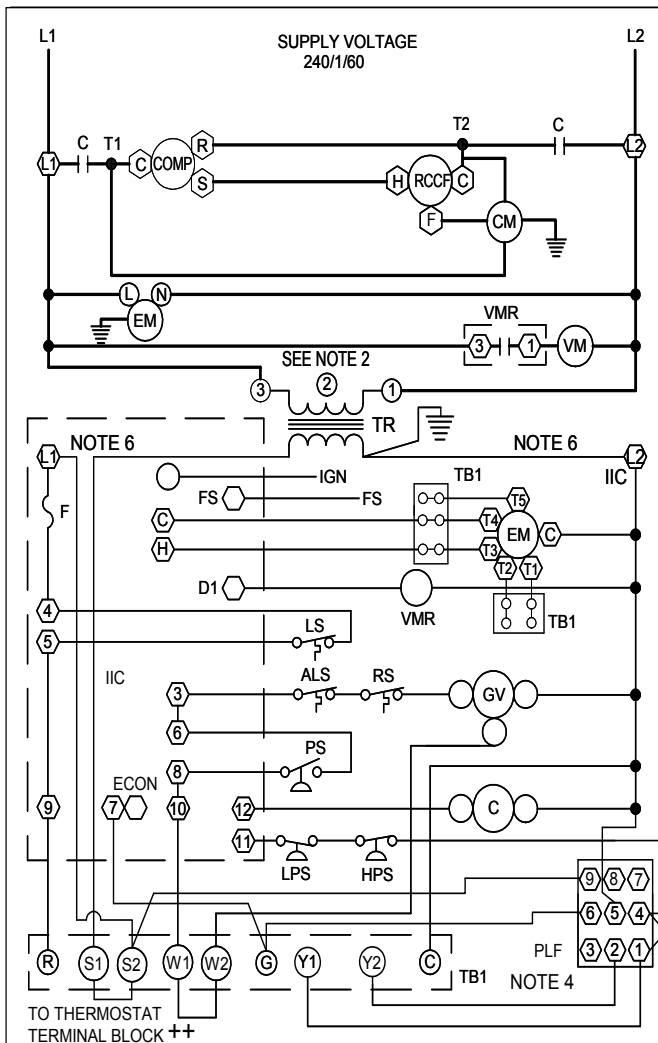 L1 SUPPLY VOLTAGE L2
240/1/60
C T1 T2 C
L1 C COMP R L2
S H RCCF C
F CM
L N
EM VMR
3 1 VM
SEE NOTE 2
3 2 1
TR
NOTE 6 NOTE 6
L1 L2
IGN TB1 IIC
F FS FS T5
C T4 EM C
H T3
T2 T1
D1 VMR
TB1
4 LS
5
IIC ALS RS
3 GV
6
PS
8
ECON
9 7 10 12 C
11
LPS HPS
9 8 7
6 5 4
PLF 3 2 1
R S1 S2 W1 W2 G Y1 Y2 C TB1 NOTE 4
TO THERMOSTAT
TERMINAL BLOCK ++